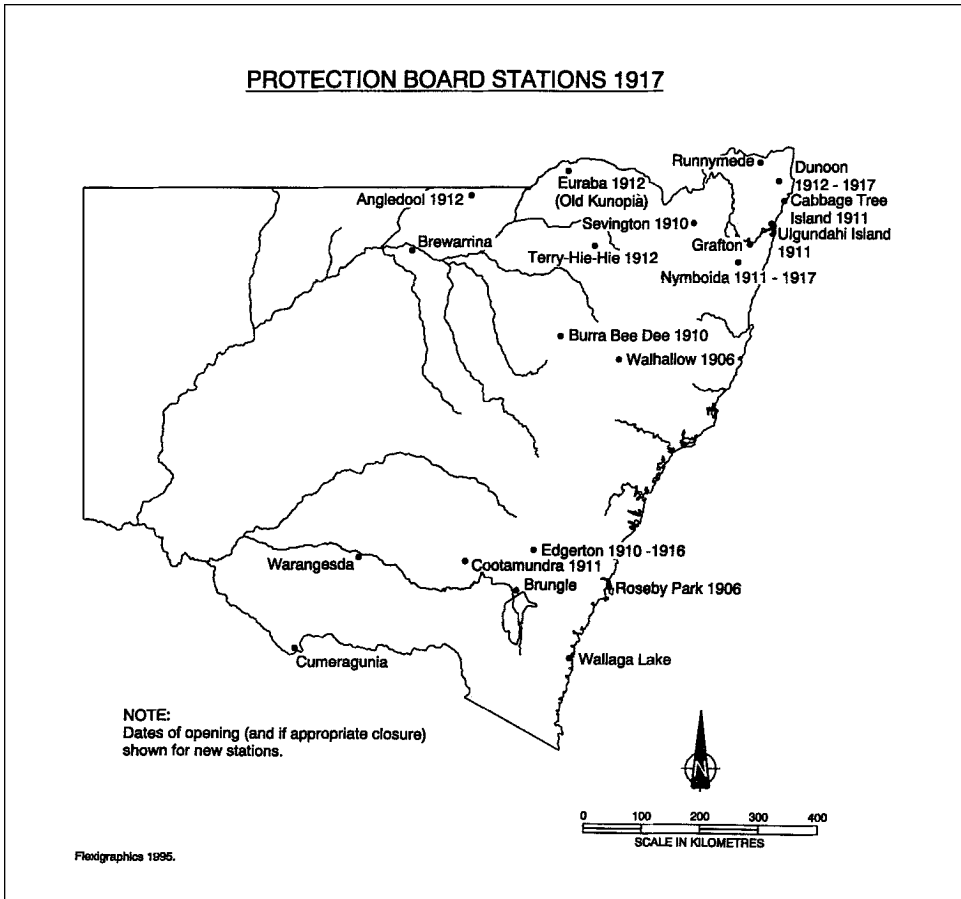 PROTECTION BOARD STATIONS 1917
Runnymede
Dunoon
1912 - 1917
Euraba 1912
(Old Kunopia)
Angledool 1912
Cabbage Tree
Island 1911
Sevington 1910
Ulgundahi Island
1911
Grafton
Brewarrina
Terry-Hie-Hie 1912
Nymboida 1911 - 1917
Burra Bee Dee 1910
Walhallow 1906
Edgerton 1910 -1916
Warangesda
Cootamundra 1911
Brungle
Roseby Park 1906
Cumeragunia
Wallaga Lake
NOTE:
Dates of opening (and if appropriate closure)
shown for new stations.
N
0 100 200 300 400
SCALE IN KILOMETRES
Flexigraphics 1995.